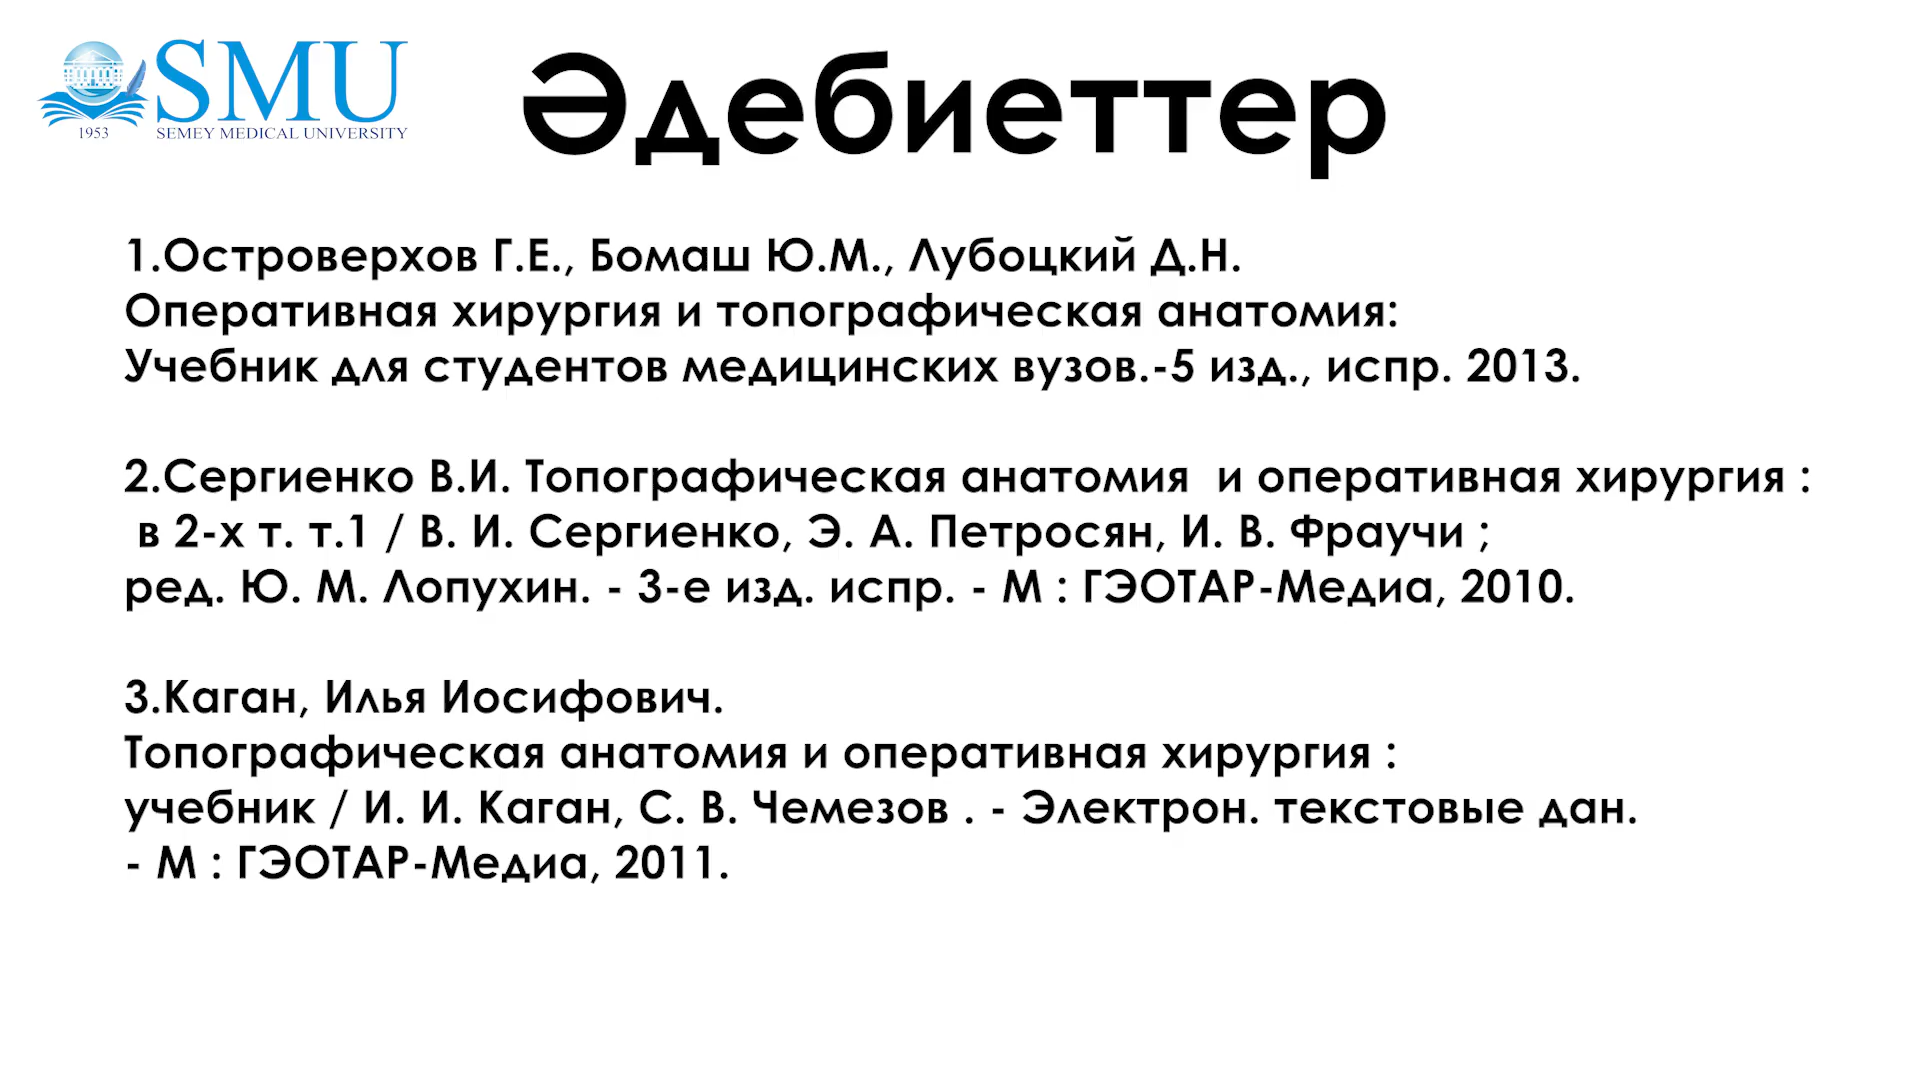 SMU
1953
SEMEY MEDICAL UNIVERSITY
Әдебиеттер
1.Островерхов Г.Е., Бомаш Ю.М., Лубоцкий Д.Н.
Оперативная хирургия и топографическая анатомия:
Учебник для студентов медицинских вузов.-5 изд., испр. 2013.
2.Сергиенко В.И. Топографическая анатомия  и оперативная хирургия :
в 2-х т. т.1 / В. И. Сергиенко, Э. А. Петросян, И. В. Фраучи ;
ред. Ю. М. Лопухин. - 3-е изд. испр. - М : ГЭОТАР-Медиа, 2010.
3.Каган, Илья Иосифович.
Топографическая анатомия и оперативная хирургия :
учебник / И. И. Каган, С. В. Чемезов . - Электрон. текстовые дан.
- М : ГЭОТАР-Медиа, 2011.